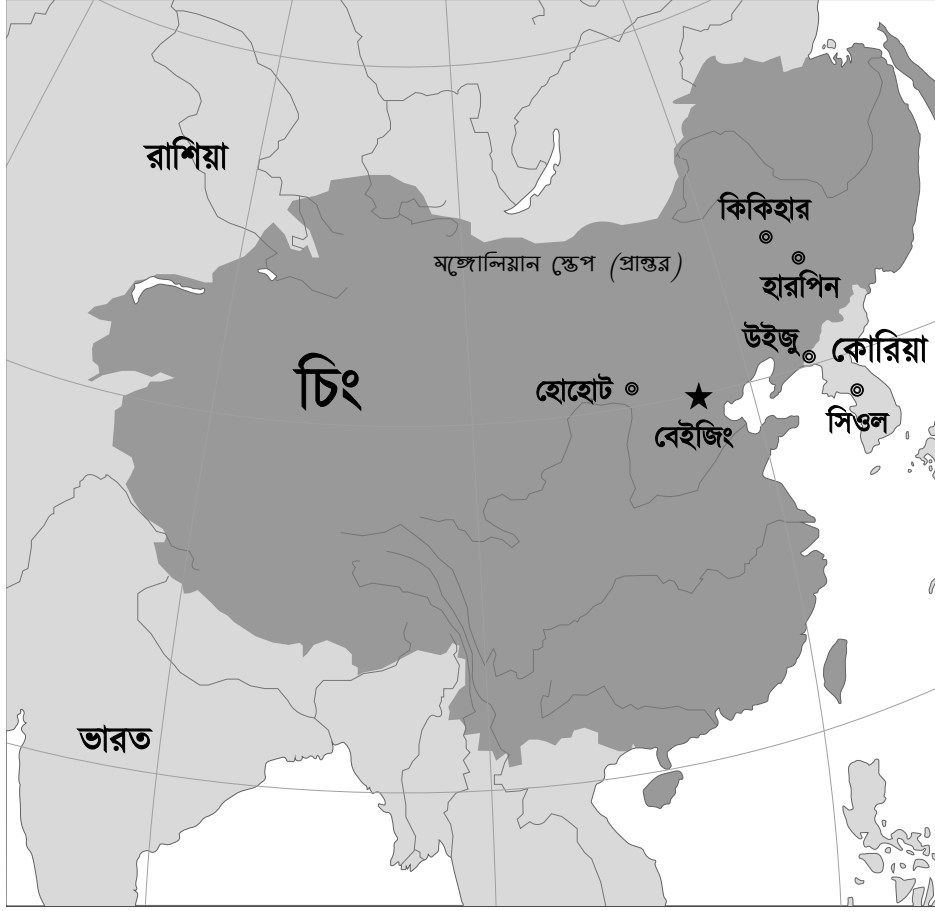 রাশিয়া
কিকিহার
মঙ্গোলিয়ান স্তেপ (প্রান্তর)
হারপিন
উইজু
কোরিয়া
চিং
হোহোট
সিওল
বেইজিং
ভারত